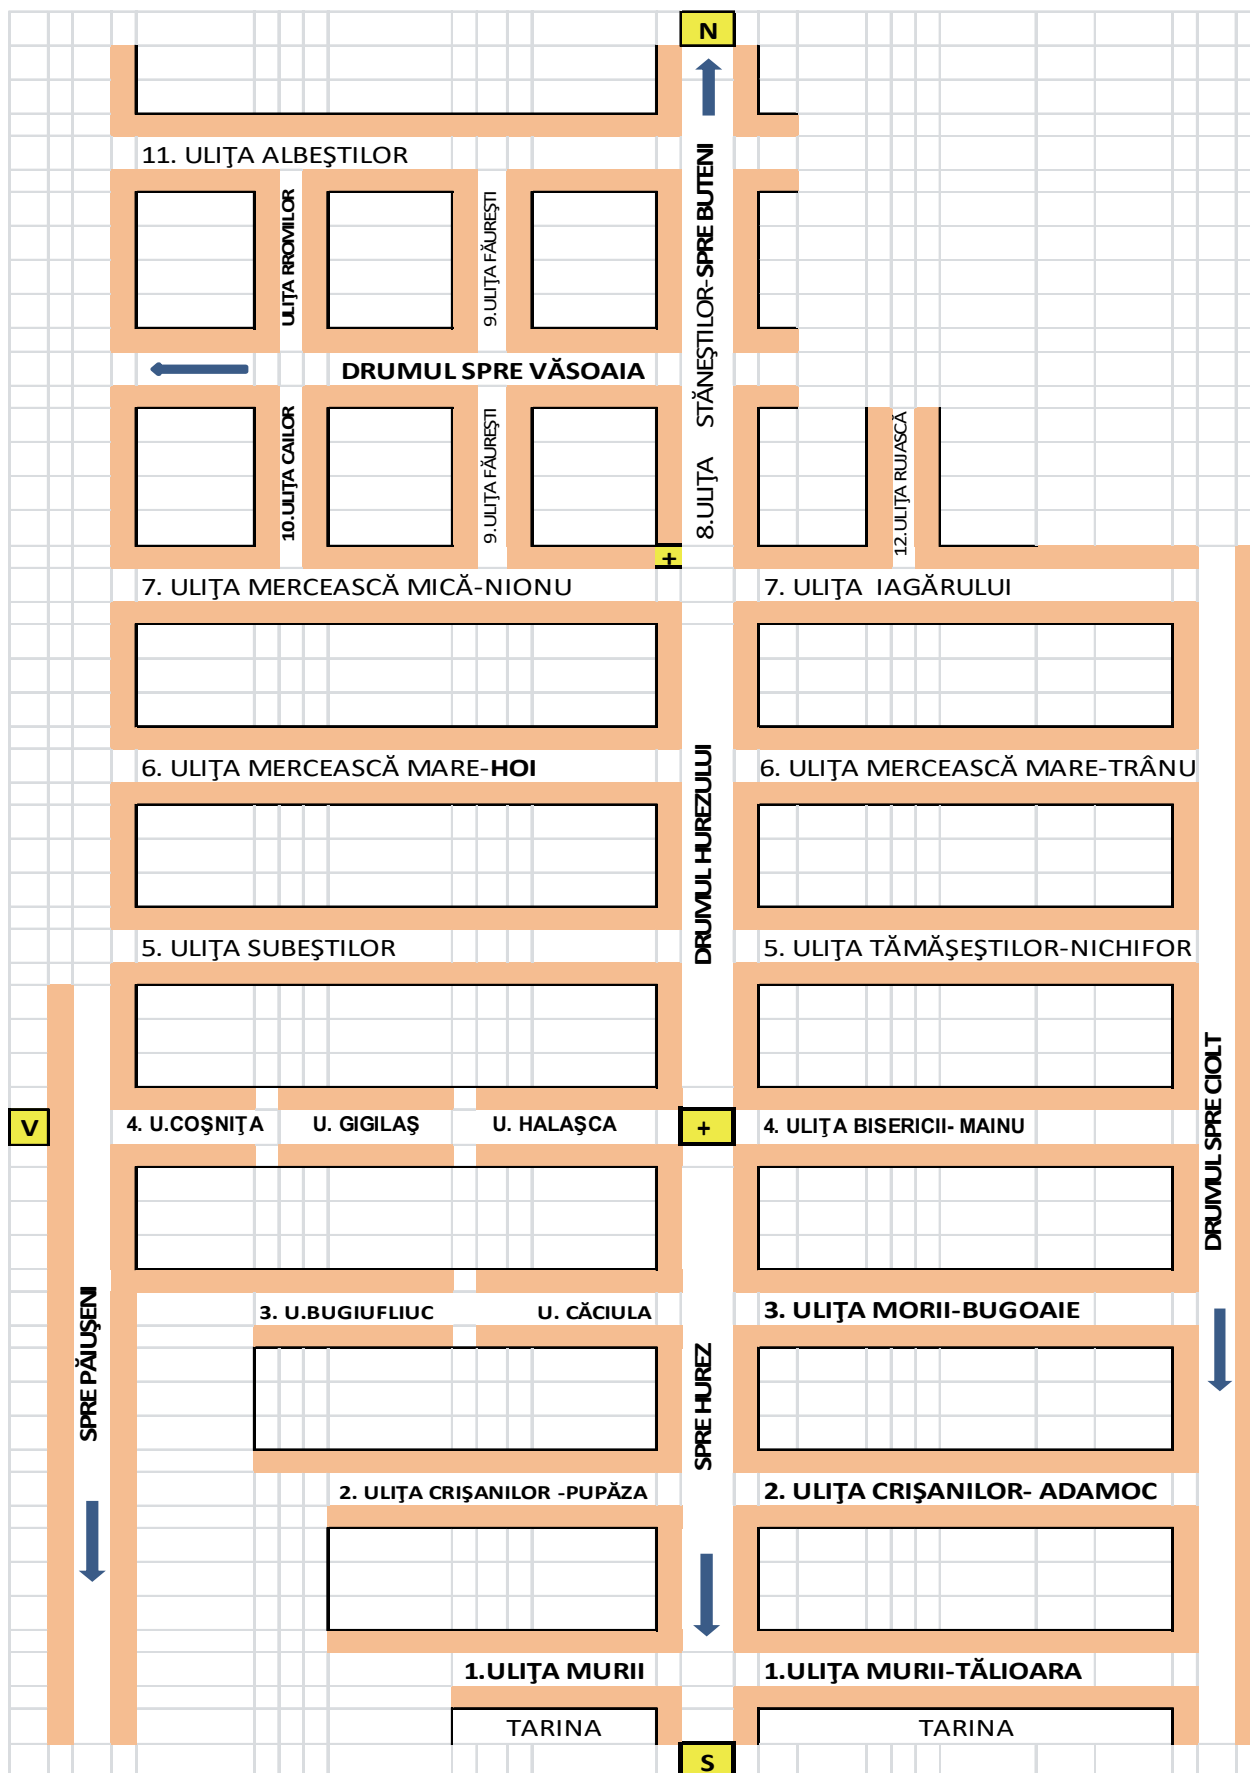 N
11. ULIŢA ALBEŞTILOR
ULIŢA RROMILOR
9.ULIŢA FĂUREŞTI
8.ULIŢA STĂNEŞTILOR-SPRE BUTENI
DRUMUL SPRE VĂSOAIA
10.ULIŢA CAILOR
9.ULIŢA FĂUREŞTI
12.ULIŢA RUJASCĂ
+
7. ULIŢA MERCEASCĂ MICĂ-NIONU
7. ULIŢA IAGĂRULUI
6. ULIŢA MERCEASCĂ MARE-HOI
DRUMUL HUREZULUI
6. ULIŢA MERCEASCĂ MARE-TRÂNU
5. ULIŢA SUBEŞTILOR
5. ULIŢA TĂMĂŞEŞTILOR-NICHIFOR
V
4. U.COŞNIŢA
U. GIGILAŞ
U. HALAŞCA
+
4. ULIŢA BISERICII- MAINU
DRUMUL SPRE CIOLT
SPRE PĂIUŞENI
3. U.BUGIUFLIUC
U. CĂCIULA
3. ULIŢA MORII-BUGOAIE
SPRE HUREZ
2. ULIŢA CRIŞANILOR -PUPĂZA
2. ULIŢA CRIŞANILOR- ADAMOC
1.ULIŢA MURII
1.ULIŢA MURII-TĂLIOARA
TARINA
TARINA
S